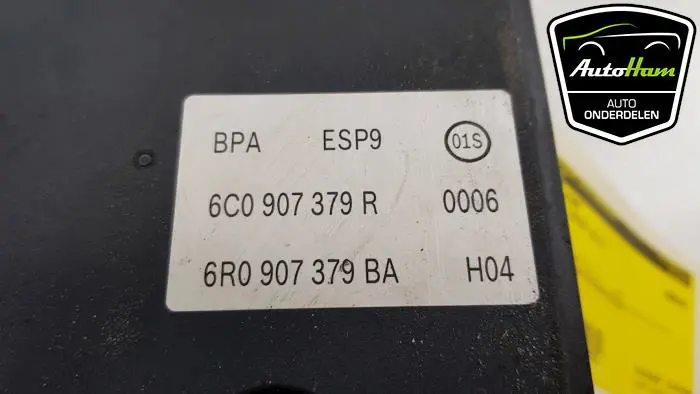 AutoHam
AUTO
ONDERDELEN
BPA ESP9 01S
6C0 907 379 R 0006
6R0 907 379 BA H04